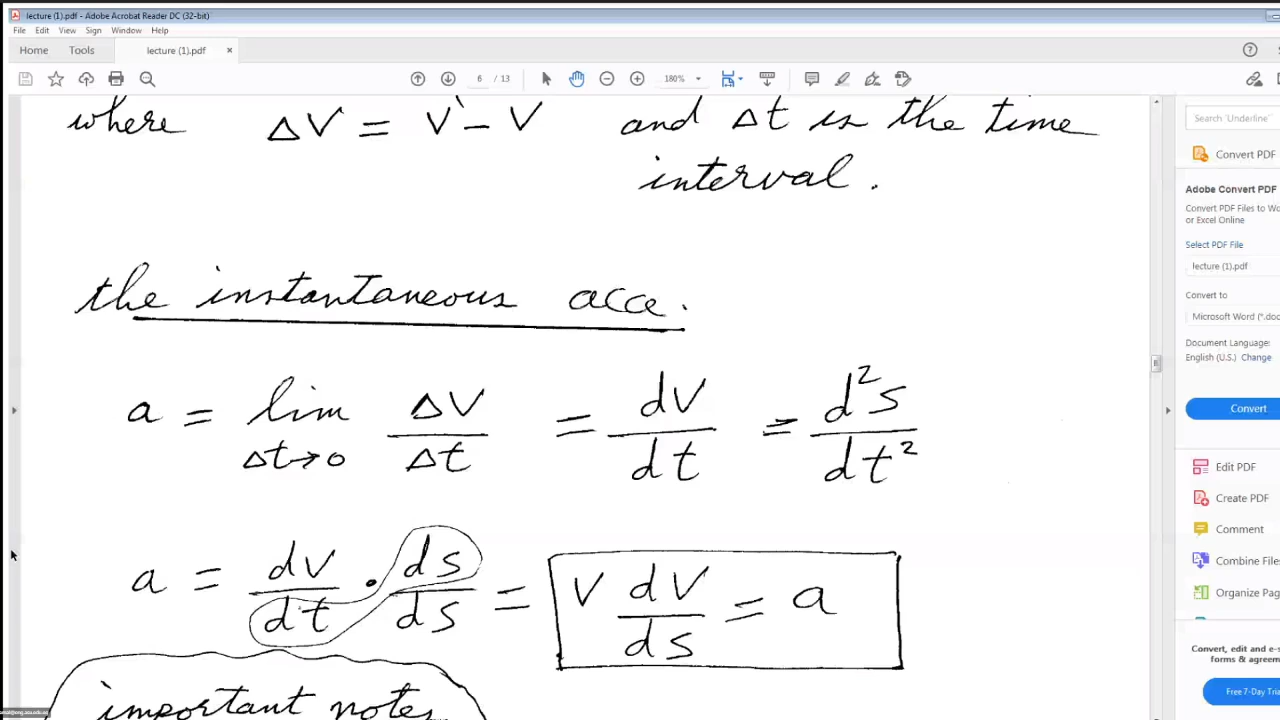 lecture (1).pdf - Adobe Acrobat Reader DC (32-bit)
File Edit View Sign Window Help
Home Tools lecture (1).pdf ×
6 / 13 180%
where ΔV = V` - V and Δt is the time
interval.
the instantaneous acce.
a = lim Δt→0 ΔV/Δt = dV/dt = d²s/dt²
a = dV/dt · ds/ds = V dV/ds = a
important notes
Search 'Underline'
Convert PDF
Adobe Convert PDF
Convert PDF Files to Wo
or Excel Online
Select PDF File
lecture (1).pdf
Convert to
Microsoft Word (*.doc
Document Language:
English (U.S.) Change
Convert
Edit PDF
Create PDF
Comment
Combine Files
Organize Pag
Convert, edit and e-s
forms & agreem
Free 7-Day Tria